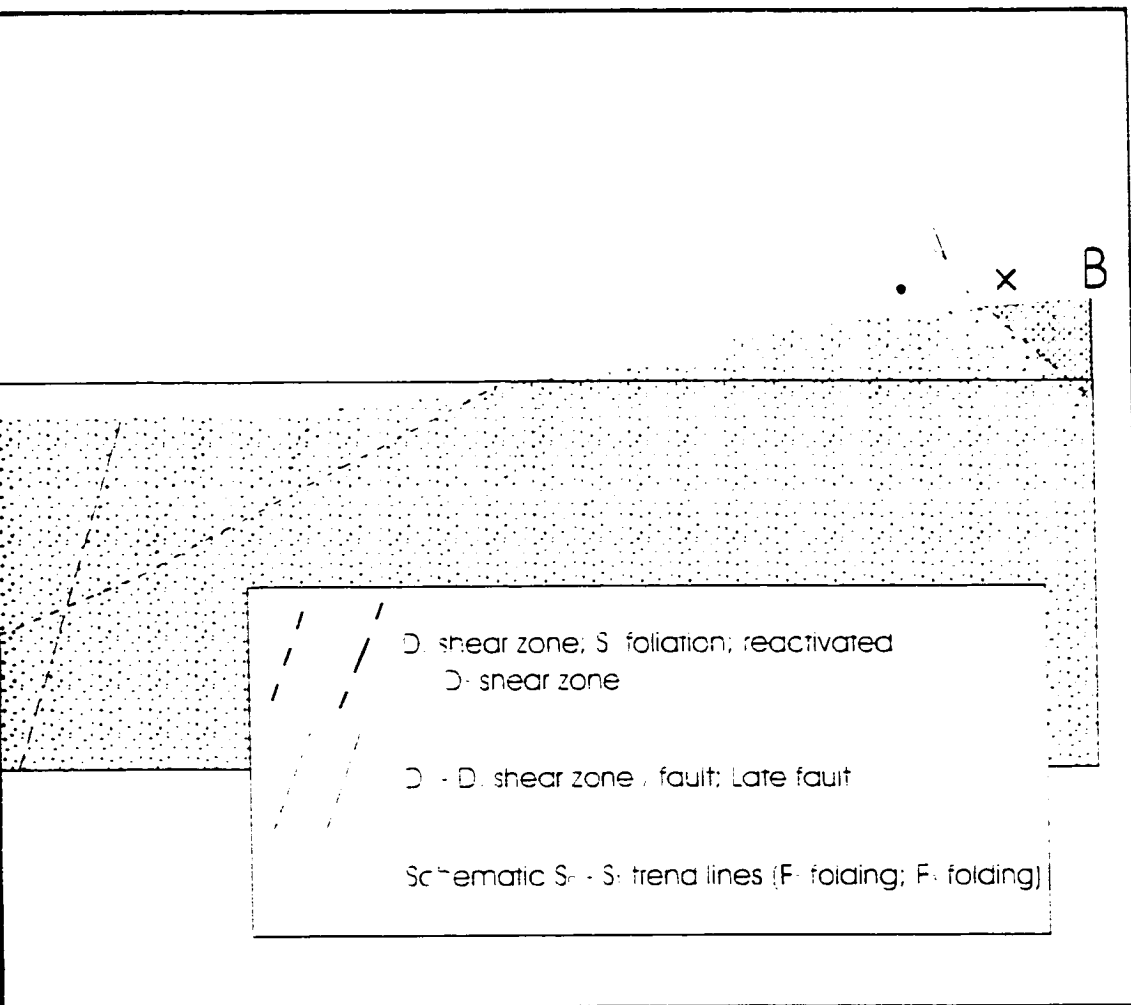 B
D shear zone; S foliation; reactivated
D shear zone
D - D shear zone / fault; Late fault
Schematic S - S trend lines (F folding; F folding)